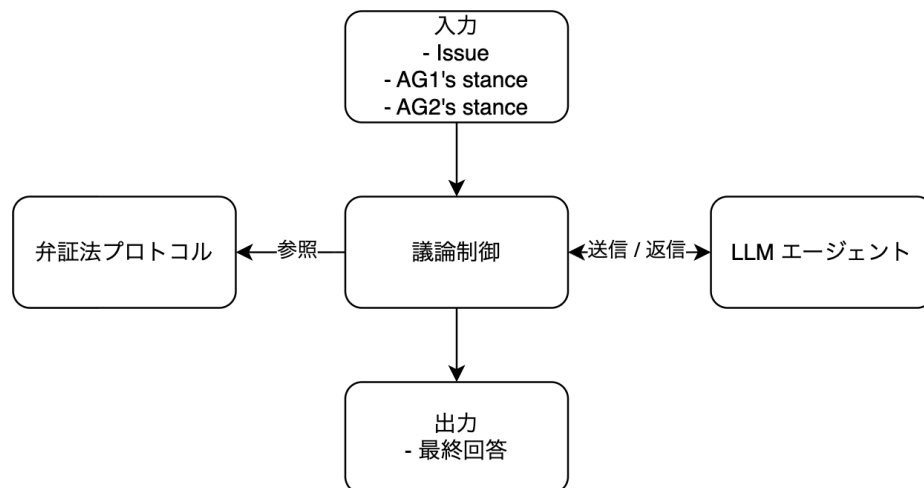 入力
- Issue
- AG1's stance
- AG2's stance
弁証法プロトコル
参照
議論制御
送信 / 返信
LLM エージェント
出力
- 最終回答